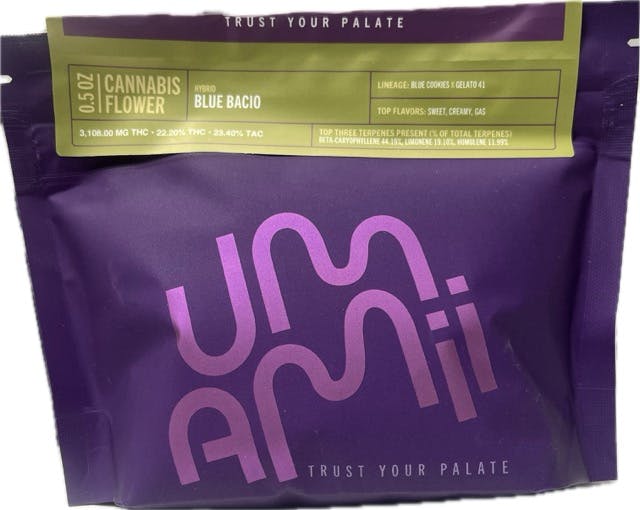 TRUST YOUR PALATE
0.5 OZ
CANNABIS
FLOWER
HYBRID
BLUE BACIO
LINEAGE: BLUE COOKIES X GELATO 41
TOP FLAVORS: SWEET, CREAMY, GAS
3,108.00 MG THC • 22.20% THC • 23.40% TAC
TOP THREE TERPENES PRESENT (% OF TOTAL TERPENES)
BETA-CARYOPHYLLENE 44.15%, LIMONENE 19.10%, HUMULENE 11.99%
UMM
AMii
TRUST YOUR PALATE